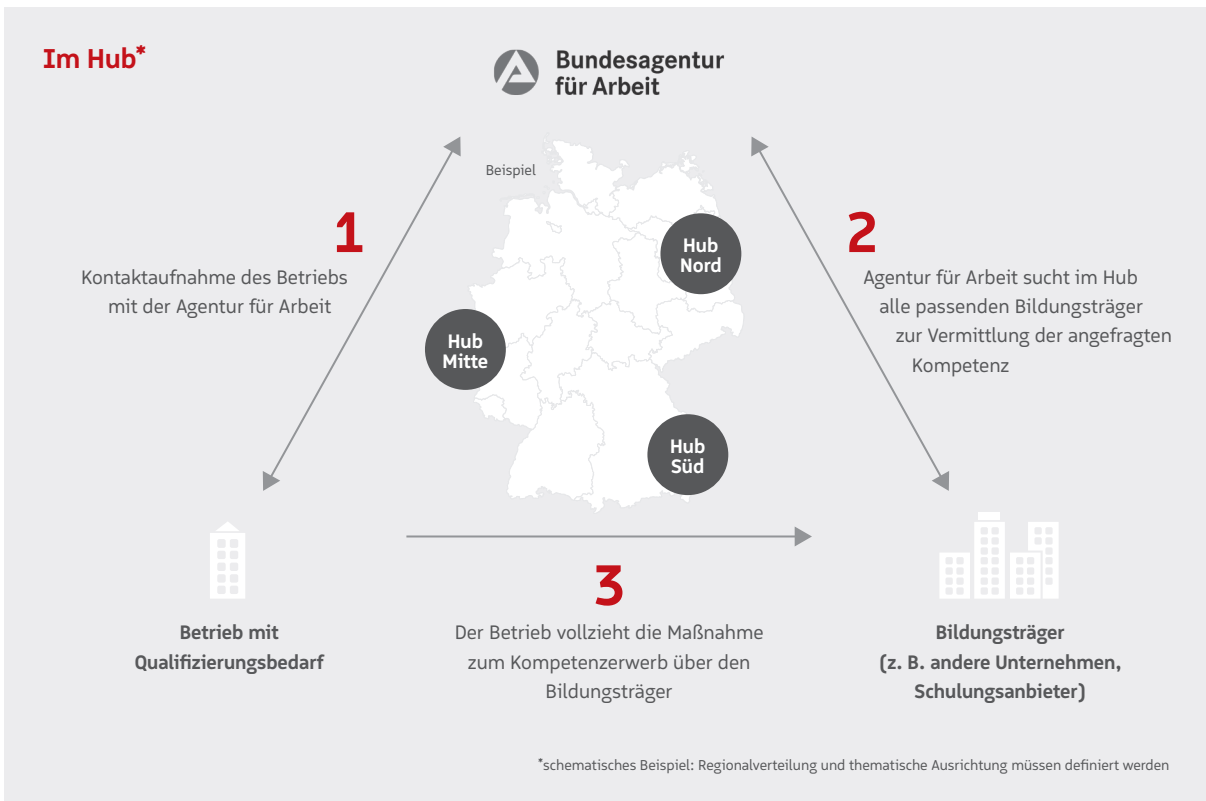 Im Hub*
Bundesagentur
für Arbeit
Beispiel
1
Kontaktaufnahme des Betriebs
mit der Agentur für Arbeit
2
Agentur für Arbeit sucht im Hub
alle passenden Bildungsträger
zur Vermittlung der angefragten
Kompetenz
Hub
Nord
Hub
Mitte
Hub
Süd
Betrieb mit
Qualifizierungsbedarf
3
Der Betrieb vollzieht die Maßnahme
zum Kompetenzerwerb über den
Bildungsträger
Bildungsträger
(z. B. andere Unternehmen,
Schulungsanbieter)
*schematisches Beispiel: Regionalverteilung und thematische Ausrichtung müssen definiert werden